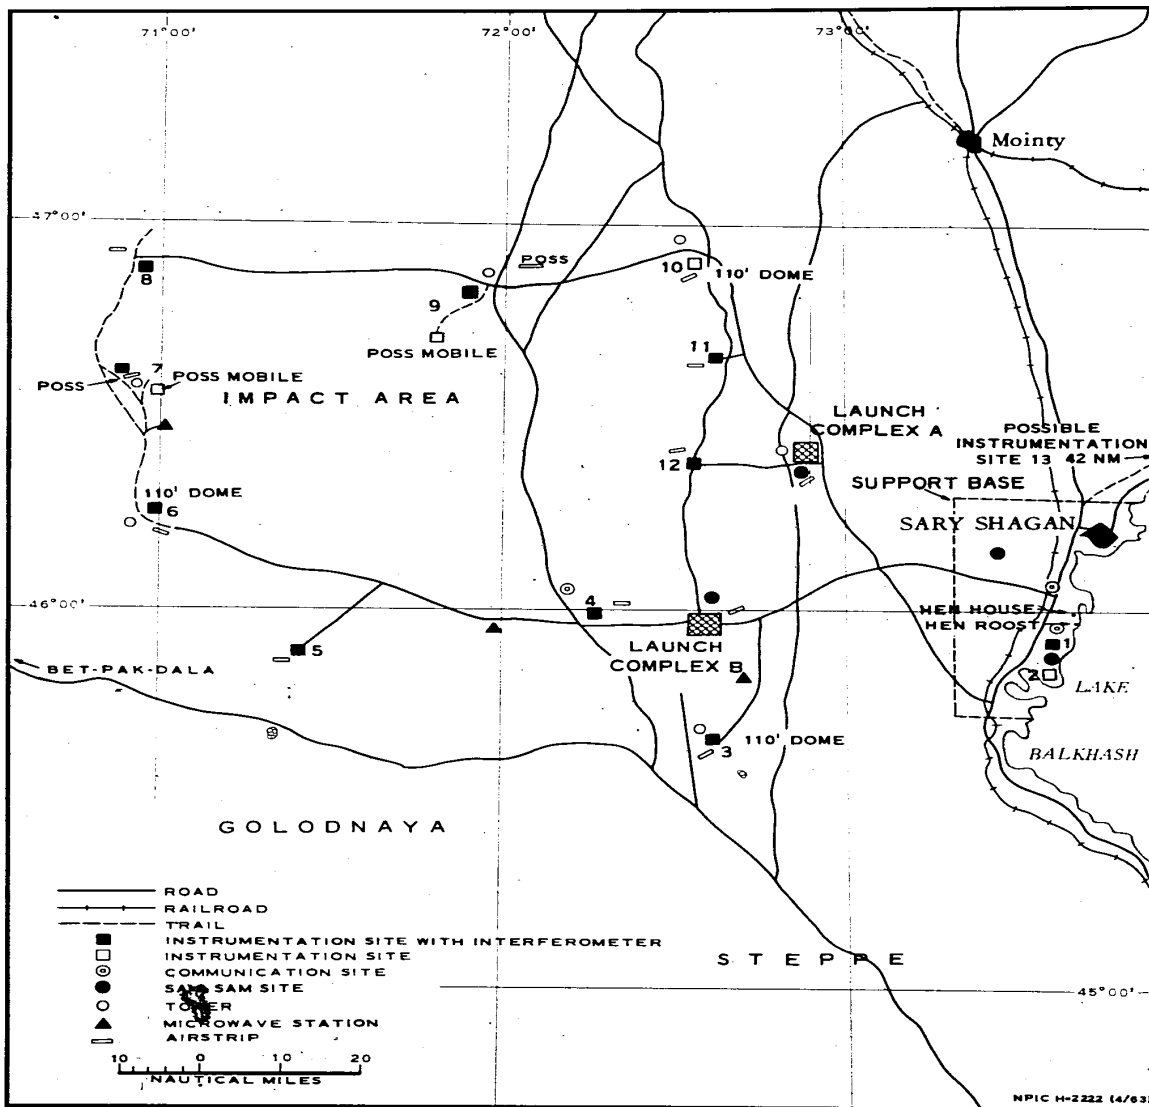 71°00' 72°00' 73°00'
Mointy
47°00'
8
9
POSS
10
110' DOME
POSS MOBILE
11
7
POSS
POSS MOBILE
IMPACT AREA
LAUNCH
COMPLEX A
POSSIBLE
INSTRUMENTATION
SITE 13 42 NM
12
SUPPORT BASE
110' DOME
6
SARY SHAGAN
46°00'
4
HEN HOUSE
HEN ROOST
LAUNCH
COMPLEX B
1
5
2
BET-PAK-DALA
LAKE
BALKHASH
110' DOME
3
GOLODNAYA
STEPPE
45°00'
ROAD
RAILROAD
TRAIL
INSTRUMENTATION SITE WITH INTERFEROMETER
INSTRUMENTATION SITE
COMMUNICATION SITE
SAM SITE
TOWER
MICROWAVE STATION
AIRSTRIP
10 0 10 20
NAUTICAL MILES
NPIC H-2222 (4/63)